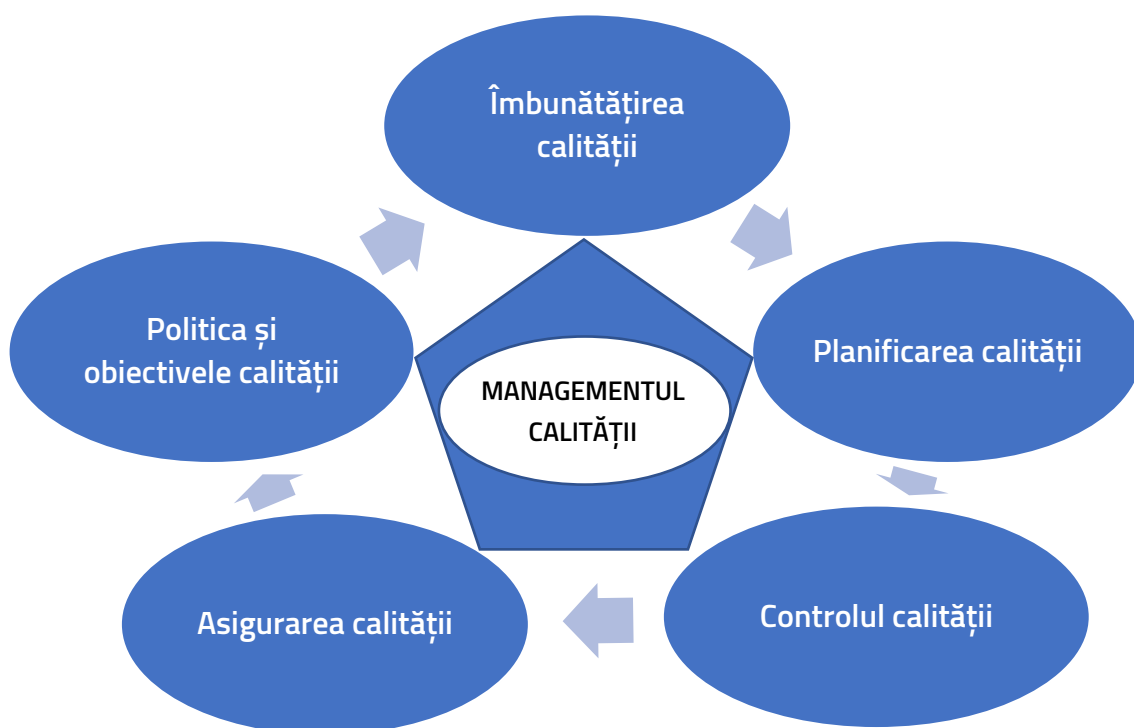 Îmbunătățirea
calității
Politica și
obiectivele calității
Planificarea calității
MANAGEMENTUL
CALITĂȚII
Asigurarea calității
Controlul calității